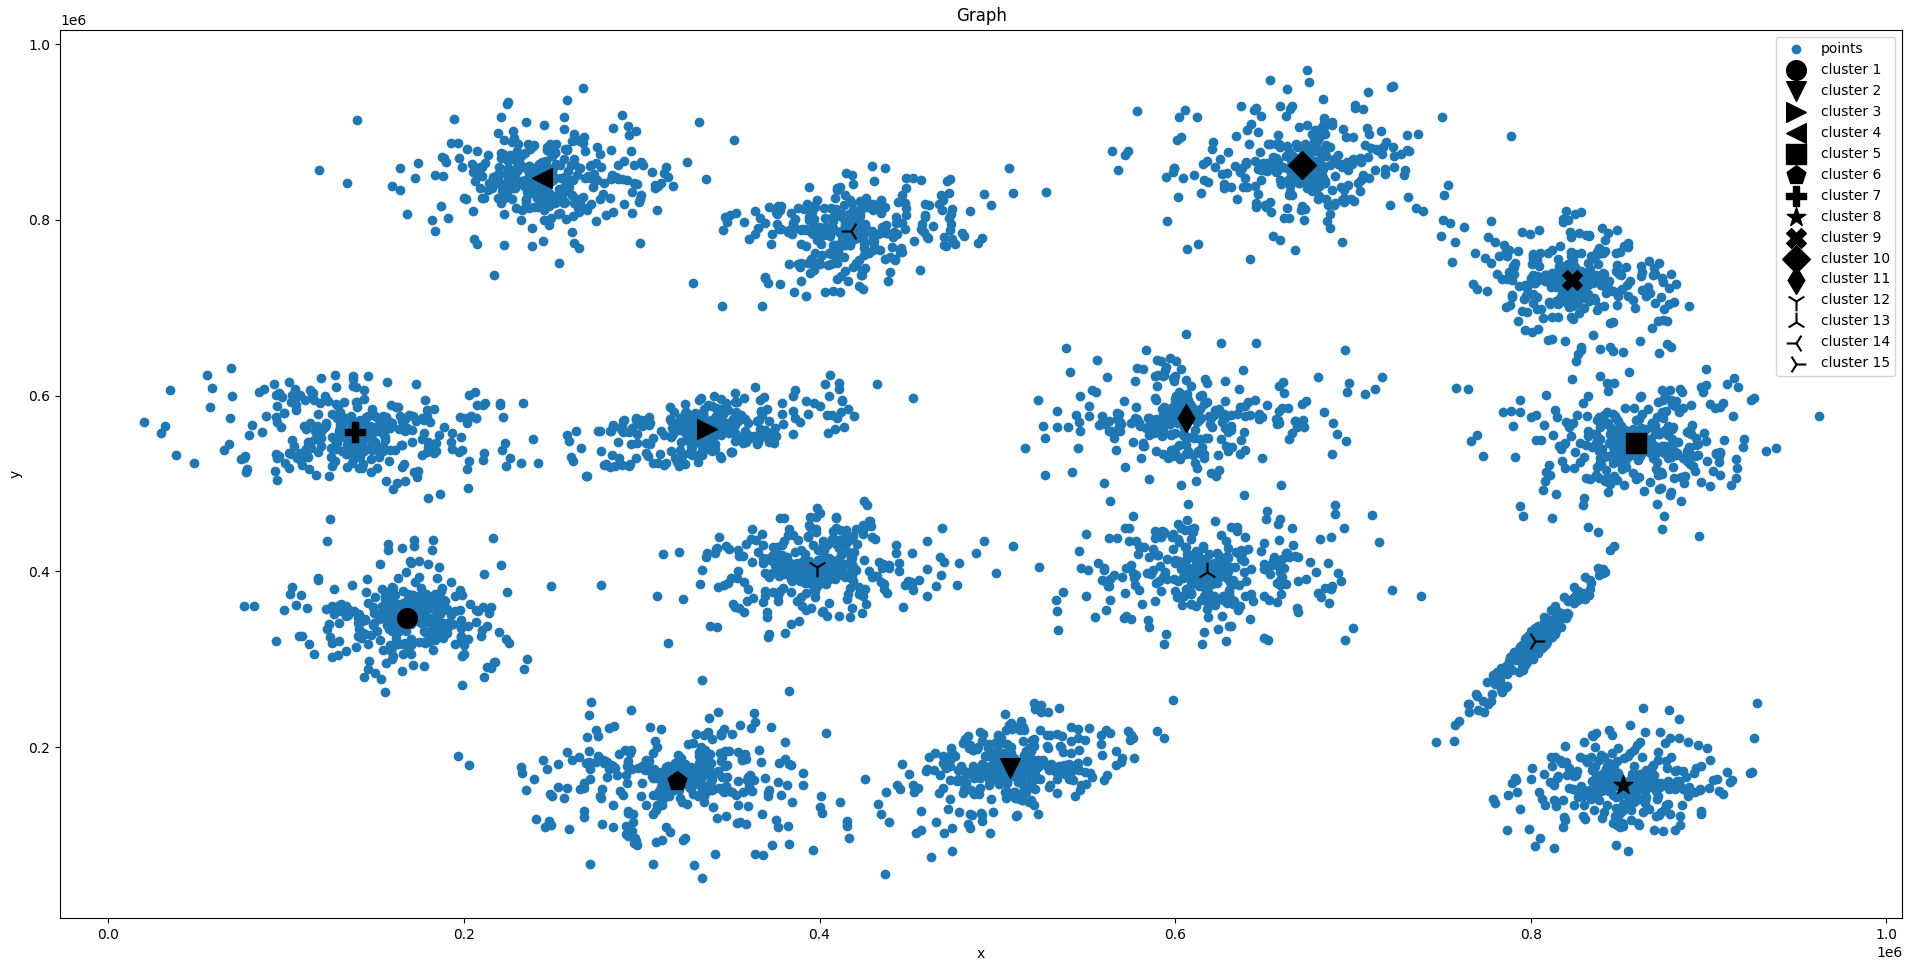 Graph
1e6
1.0
0.8
0.6
0.4
0.2
y
points
cluster 1
cluster 2
cluster 3
cluster 4
cluster 5
cluster 6
cluster 7
cluster 8
cluster 9
cluster 10
cluster 11
cluster 12
cluster 13
cluster 14
cluster 15
0.0 0.2 0.4 0.6 0.8 1.0
x
1e6